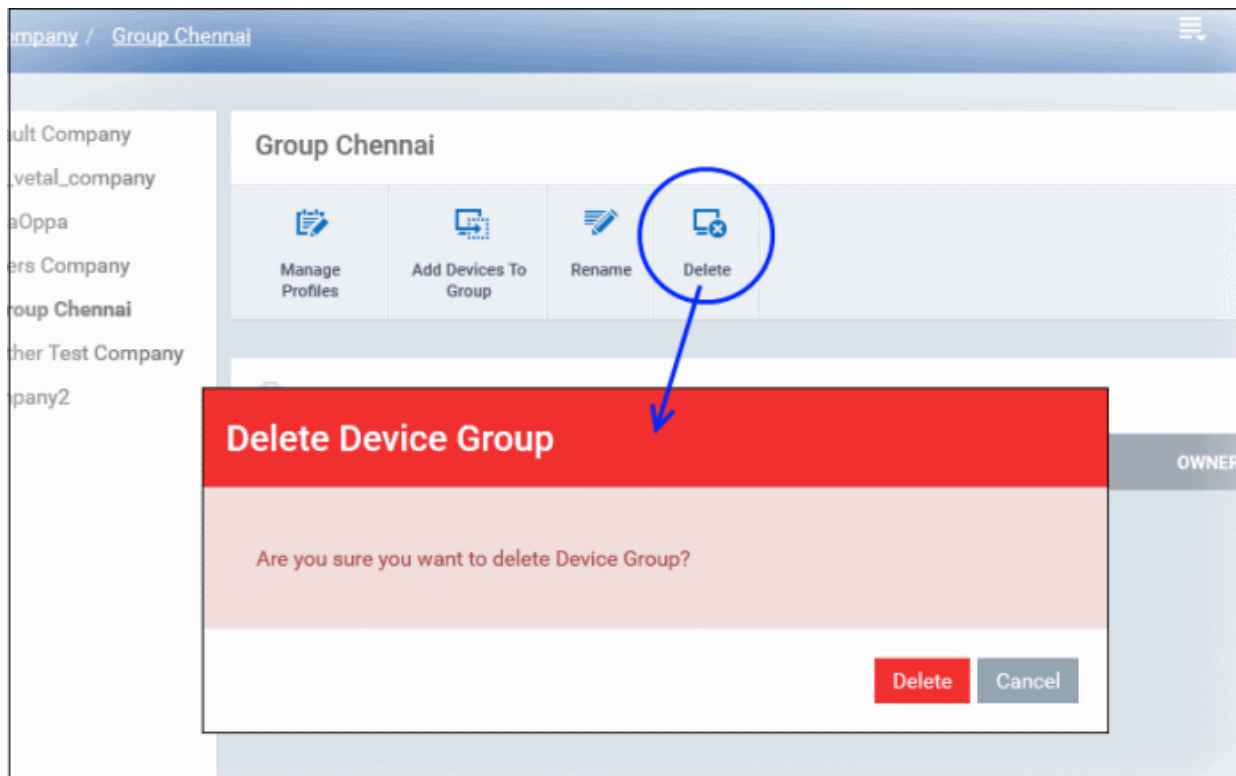 mpany / Group Chennai
ult Company
_vetal_company
aOppa
ers Company
roup Chennai
ther Test Company
pany2
Group Chennai
Manage
Profiles
Add Devices To
Group
Rename
Delete
OWNER
Delete Device Group
Are you sure you want to delete Device Group?
Delete
Cancel